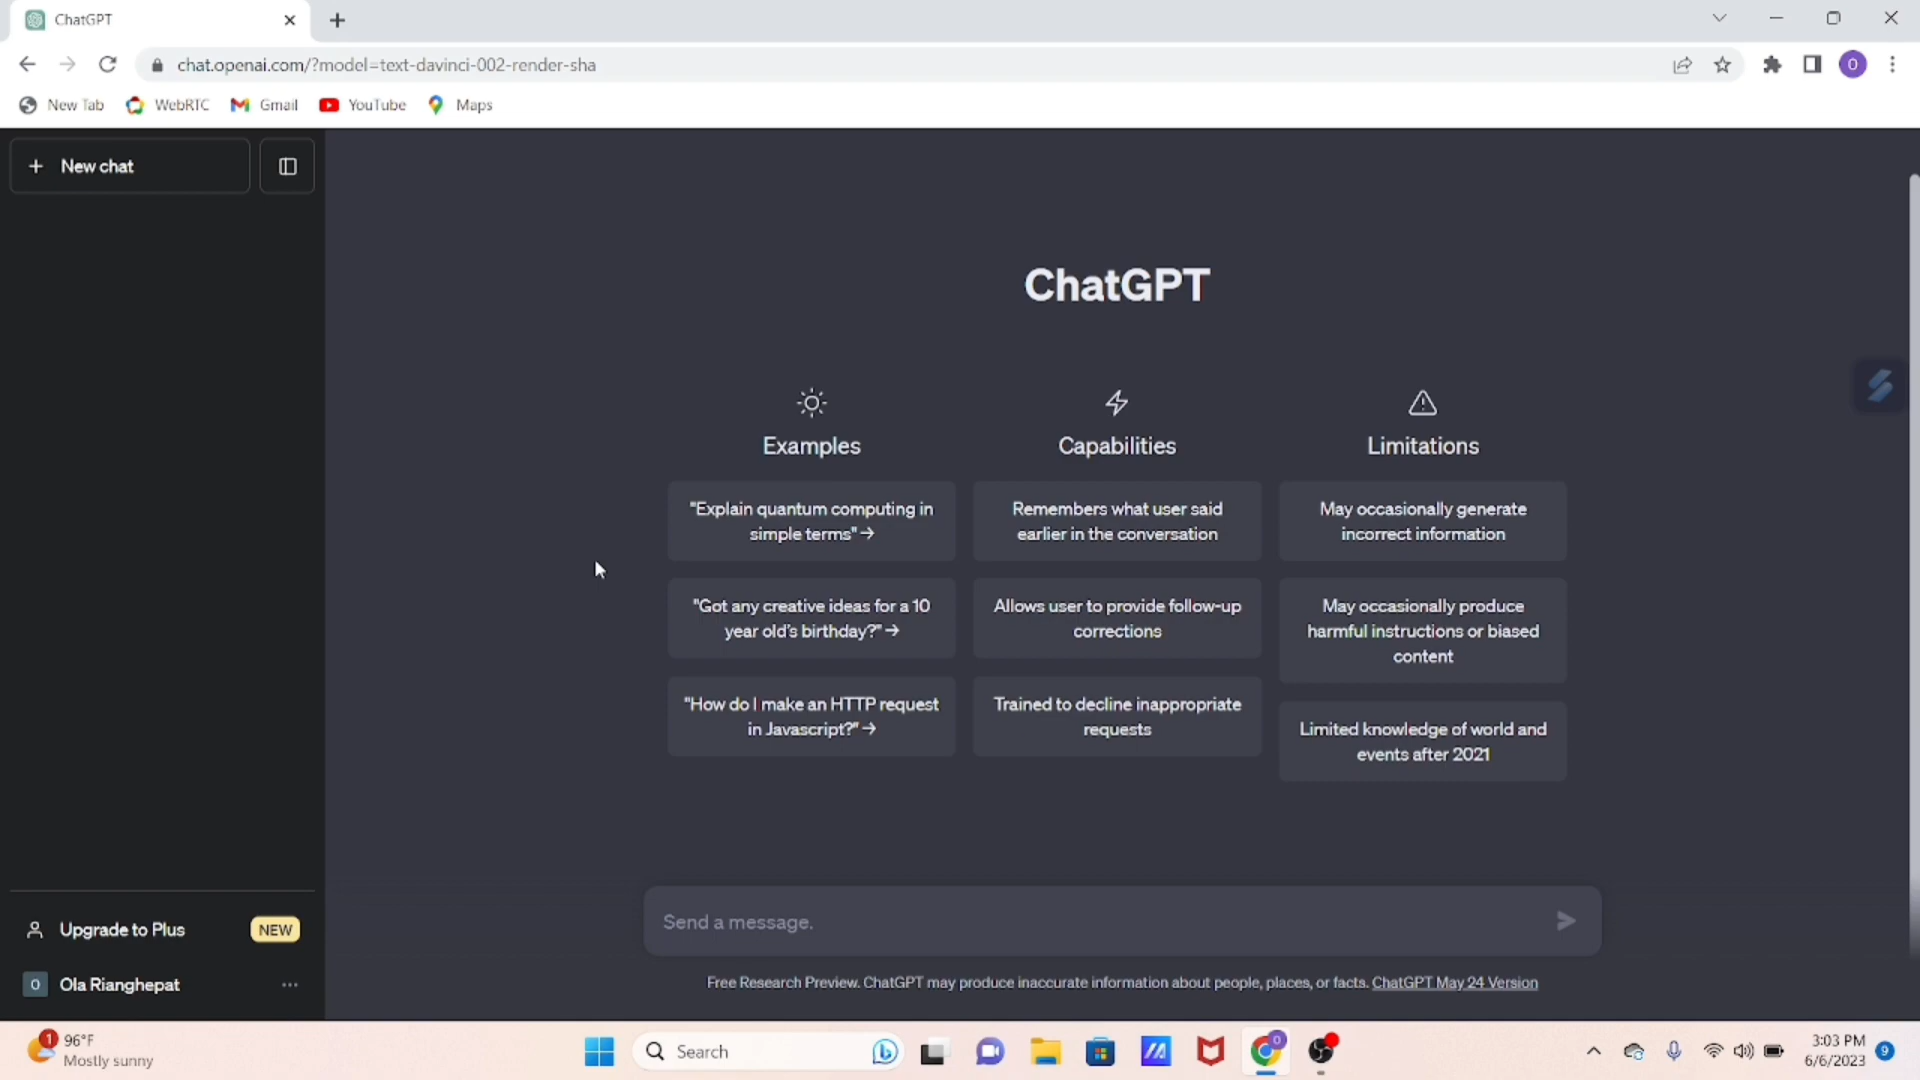 ChatGPT
chat.openai.com/?model=text-davinci-002-render-sha
O
New Tab
WebRTC
Gmail
YouTube
Maps
New chat
ChatGPT
Examples
Capabilities
Limitations
"Explain quantum computing in
simple terms" →
Remembers what user said
earlier in the conversation
May occasionally generate
incorrect information
"Got any creative ideas for a 10
year old's birthday?" →
Allows user to provide follow-up
corrections
May occasionally produce
harmful instructions or biased
content
"How do I make an HTTP request
in Javascript?" →
Trained to decline inappropriate
requests
Limited knowledge of world and
events after 2021
Upgrade to Plus
NEW
O
Ola Rianghepat
Send a message.
Free Research Preview. ChatGPT may produce inaccurate information about people, places, or facts. ChatGPT May 24 Version
1
96°F
Mostly sunny
Search
O
3:03 PM
6/6/2023
9